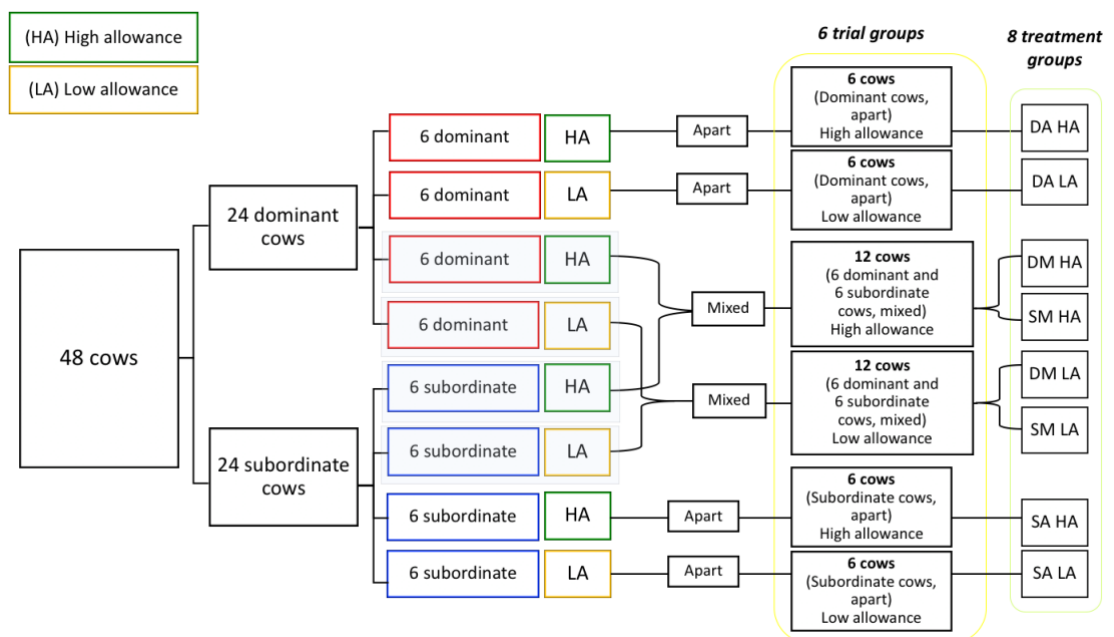 (HA) High allowance
(LA) Low allowance
6 trial groups
8 treatment
groups
48 cows
24 dominant
cows
24 subordinate
cows
6 dominant
HA
Apart
6 cows
(Dominant cows,
apart)
High allowance
DA HA
6 dominant
LA
Apart
6 cows
(Dominant cows,
apart)
Low allowance
DA LA
6 dominant
HA
6 dominant
LA
6 subordinate
HA
6 subordinate
LA
Mixed
12 cows
(6 dominant and
6 subordinate
cows, mixed)
High allowance
DM HA
SM HA
Mixed
12 cows
(6 dominant and
6 subordinate
cows, mixed)
Low allowance
DM LA
SM LA
6 subordinate
HA
Apart
6 cows
(Subordinate cows,
apart)
High allowance
SA HA
6 subordinate
LA
Apart
6 cows
(Subordinate cows,
apart)
Low allowance
SA LA